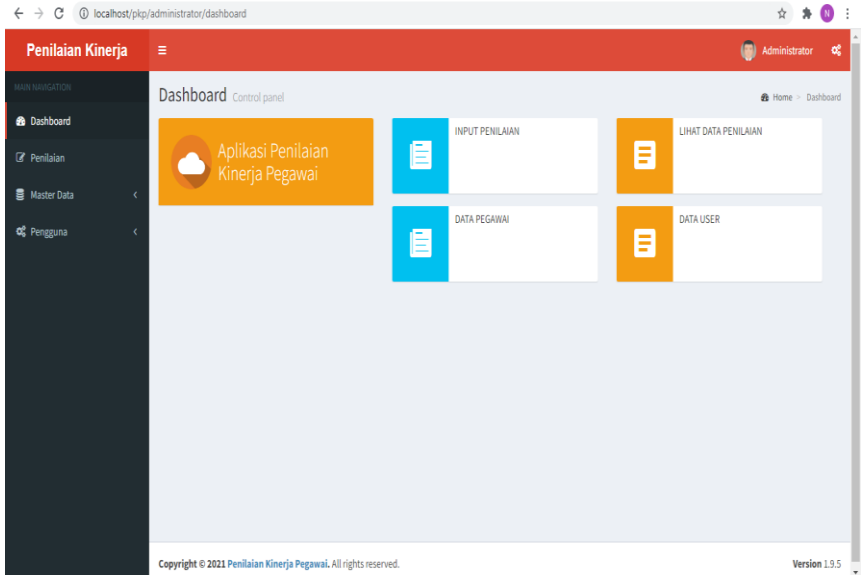 localhost/pkp/administrator/dashboard
N
Penilaian Kinerja
Administrator
MAIN NAVIGATION
Dashboard
Penilaian
Master Data
Pengguna
Dashboard Control panel
Home > Dashboard
Aplikasi Penilaian
Kinerja Pegawai
INPUT PENILAIAN
LIHAT DATA PENILAIAN
DATA PEGAWAI
DATA USER
Copyright © 2021 Penilaian Kinerja Pegawai. All rights reserved.
Version 1.9.5